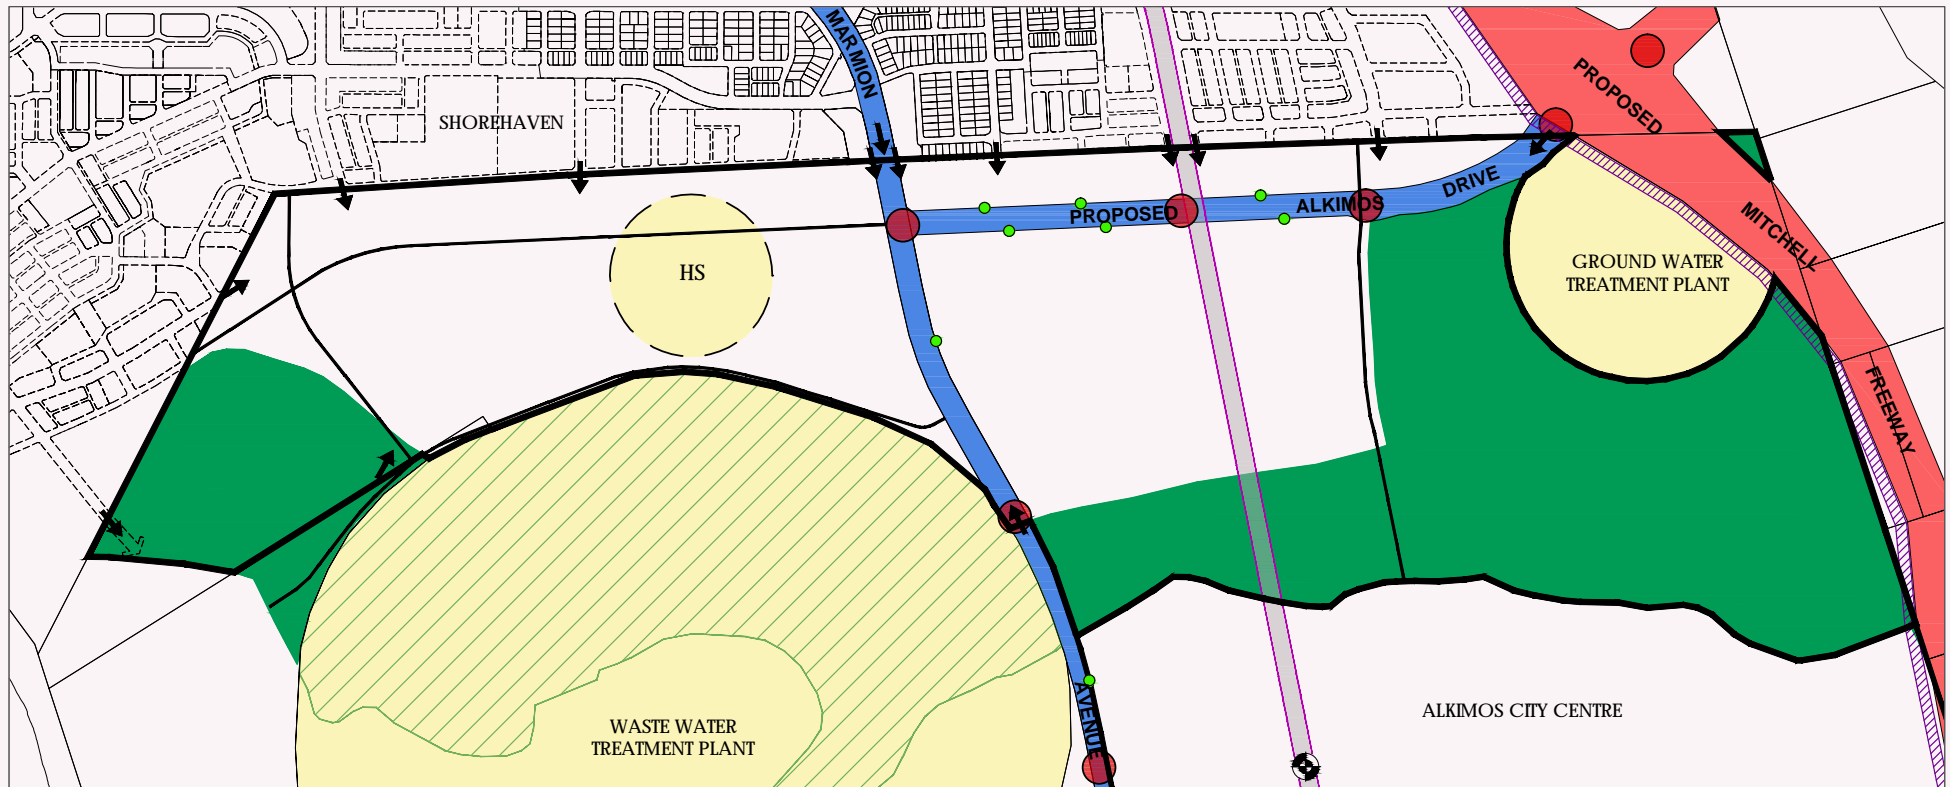 MARMION
PROPOSED
SHOREHAVEN
DRIVE
PROPOSED
ALKIMOS
MITCHELL
HS
GROUND WATER
TREATMENT PLANT
FREEWAY
AVENUE
WASTE WATER
TREATMENT PLANT
ALKIMOS CITY CENTRE